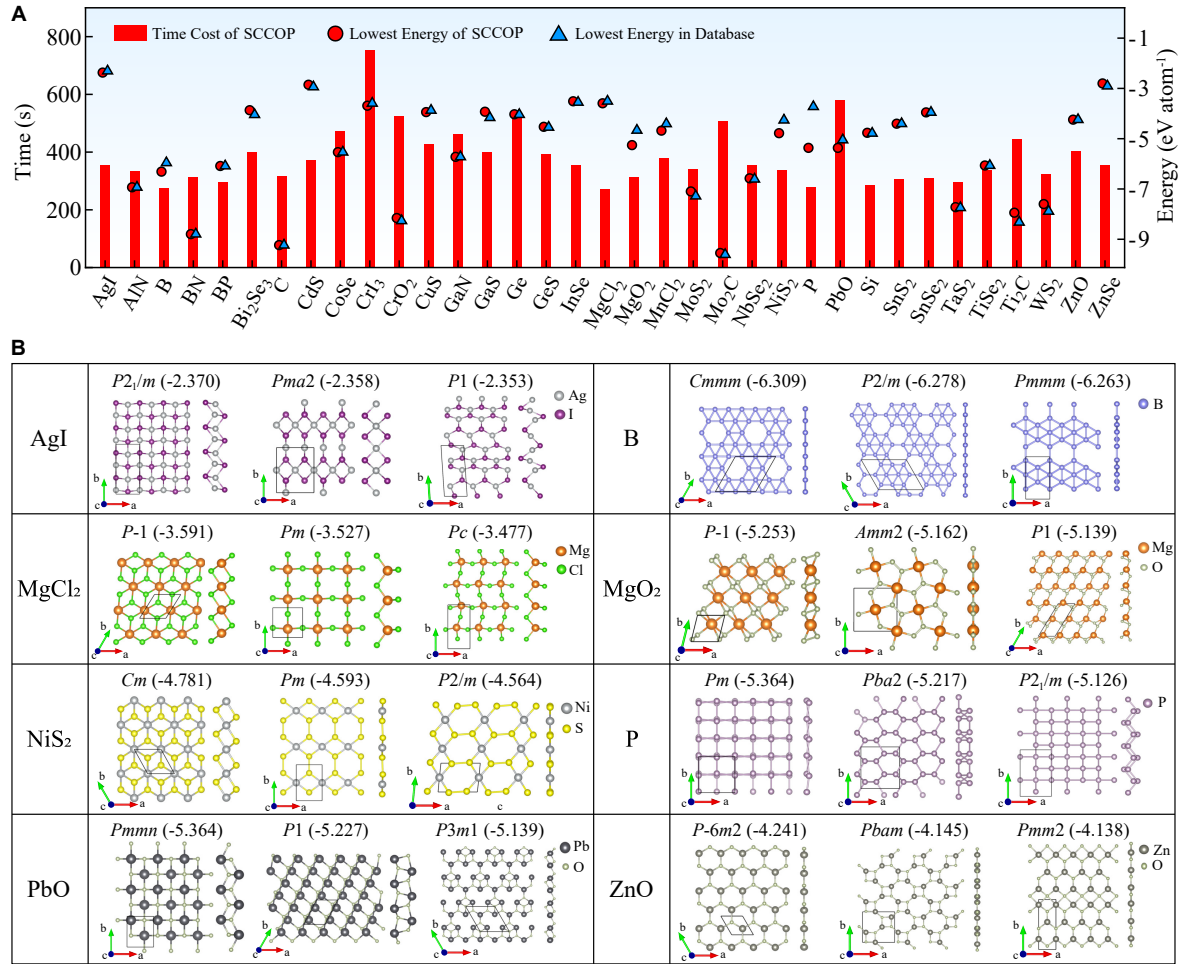 A
Time Cost of SCCOP Lowest Energy of SCCOP Lowest Energy in Database
Time (s)
800
600
400
200
0
Energy (eV atom⁻¹)
-1
-3
-5
-7
-9
AgI AlN B BN BP Bi₂Se₃ C CdS CoSe CrI₃ CrO₂ CuS GaN GaS Ge GeS InSe MgCl₂ MgO₂ MnCl₂ MoS₂ Mo₂C NbSe₂ NiS₂ P PbO Si SnS₂ SnSe₂ TaS₂ TiSe₂ Ti₂C WS₂ ZnO ZnSe
B
AgI
P2₁/m (-2.370) Pma2 (-2.358) P1 (-2.353)
Ag
I
b
c a
b
c a
b
c a
B
Cmmm (-6.309) P2/m (-6.278) Pmmm (-6.263)
B
b
c a
b
c a
b
c a
MgCl₂
P-1 (-3.591) Pm (-3.527) Pc (-3.477)
Mg
Cl
b
c a
b
c a
b
c a
MgO₂
P-1 (-5.253) Amm2 (-5.162) P1 (-5.139)
Mg
O
b
c a
b
c a
b
c a
NiS₂
Cm (-4.781) Pm (-4.593) P2/m (-4.564)
Ni
S
b
c a
b
c a
b
c a c
P
Pm (-5.364) Pba2 (-5.217) P2₁/m (-5.126)
P
b
c a
b
c a
b
c a
PbO
Pmmn (-5.364) P1 (-5.227) P3m1 (-5.139)
Pb
O
b
c a
b
c a
b
c a
ZnO
P-6m2 (-4.241) Pbam (-4.145) Pmm2 (-4.138)
Zn
O
b
c a
b
c a
b
c a